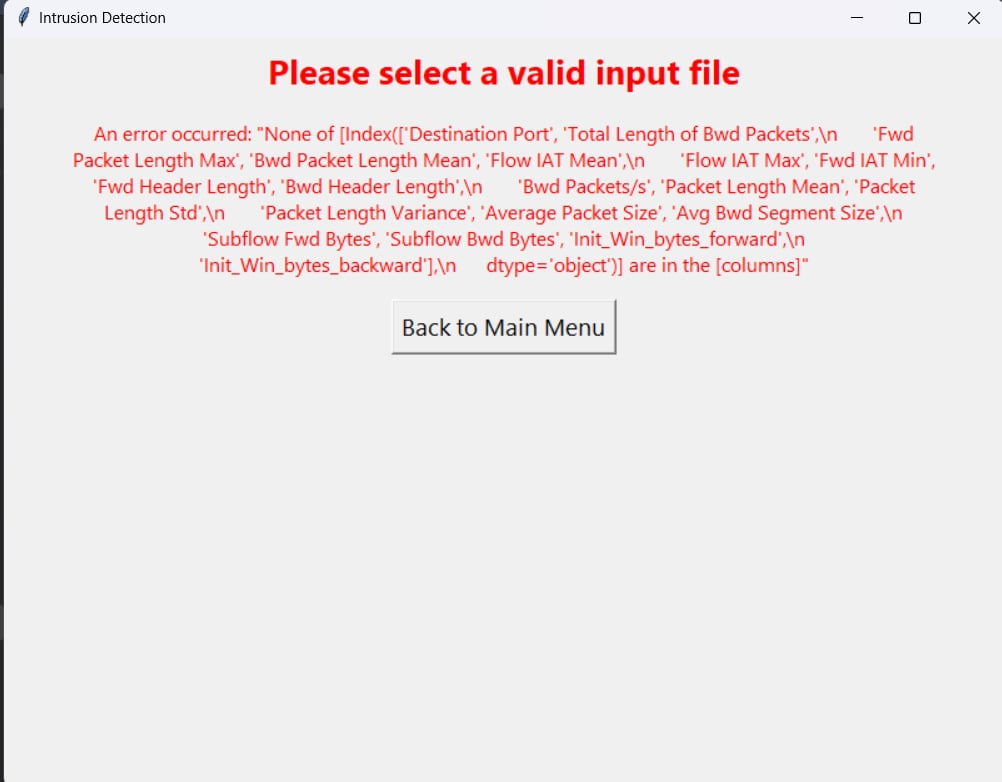 Intrusion Detection
Please select a valid input file
An error occurred: "None of [Index(['Destination Port', 'Total Length of Bwd Packets',\n       'Fwd
Packet Length Max', 'Bwd Packet Length Mean', 'Flow IAT Mean',\n       'Flow IAT Max', 'Fwd IAT Min',
'Fwd Header Length', 'Bwd Header Length',\n       'Bwd Packets/s', 'Packet Length Mean', 'Packet
Length Std',\n       'Packet Length Variance', 'Average Packet Size', 'Avg Bwd Segment Size',\n
'Subflow Fwd Bytes', 'Subflow Bwd Bytes', 'Init_Win_bytes_forward',\n
'Init_Win_bytes_backward'],\n      dtype='object')] are in the [columns]"
Back to Main Menu